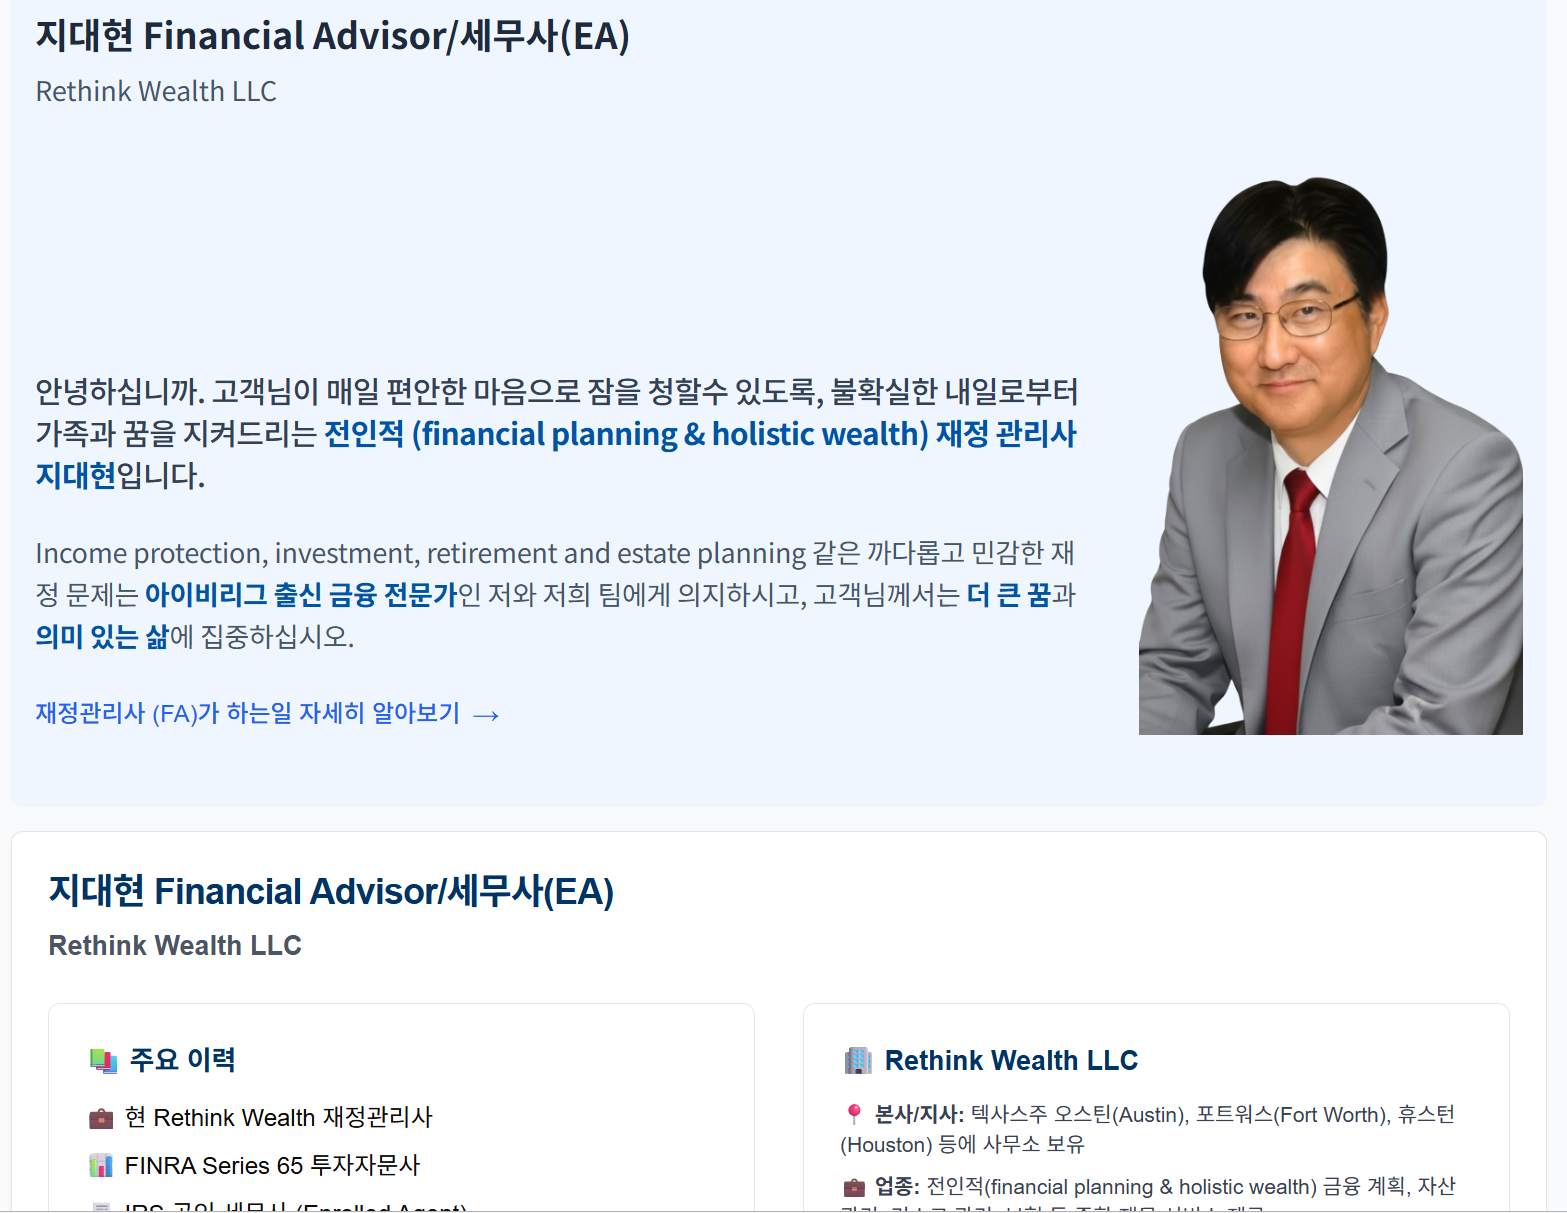 지대현 Financial Advisor/세무사(EA)
Rethink Wealth LLC
안녕하십니까. 고객님이 매일 편안한 마음으로 잠을 청할수 있도록, 불확실한 내일로부터
가족과 꿈을 지켜드리는 전인적 (financial planning & holistic wealth) 재정 관리사
지대현입니다.
Income protection, investment, retirement and estate planning 같은 까다롭고 민감한 재
정 문제는 아이비리그 출신 금융 전문가인 저와 저희 팀에게 의지하시고, 고객님께서는 더 큰 꿈과
의미 있는 삶에 집중하십시오.
재정관리사 (FA)가 하는일 자세히 알아보기 →
지대현 Financial Advisor/세무사(EA)
Rethink Wealth LLC
주요 이력
현 Rethink Wealth 재정관리사
FINRA Series 65 투자자문사
IRS 공인 세무사 (Enrolled Agent)
Rethink Wealth LLC
본사/지사: 텍사스주 오스틴(Austin), 포트워스(Fort Worth), 휴스턴
(Houston) 등에 사무소 보유
업종: 전인적(financial planning & holistic wealth) 금융 계획, 자산